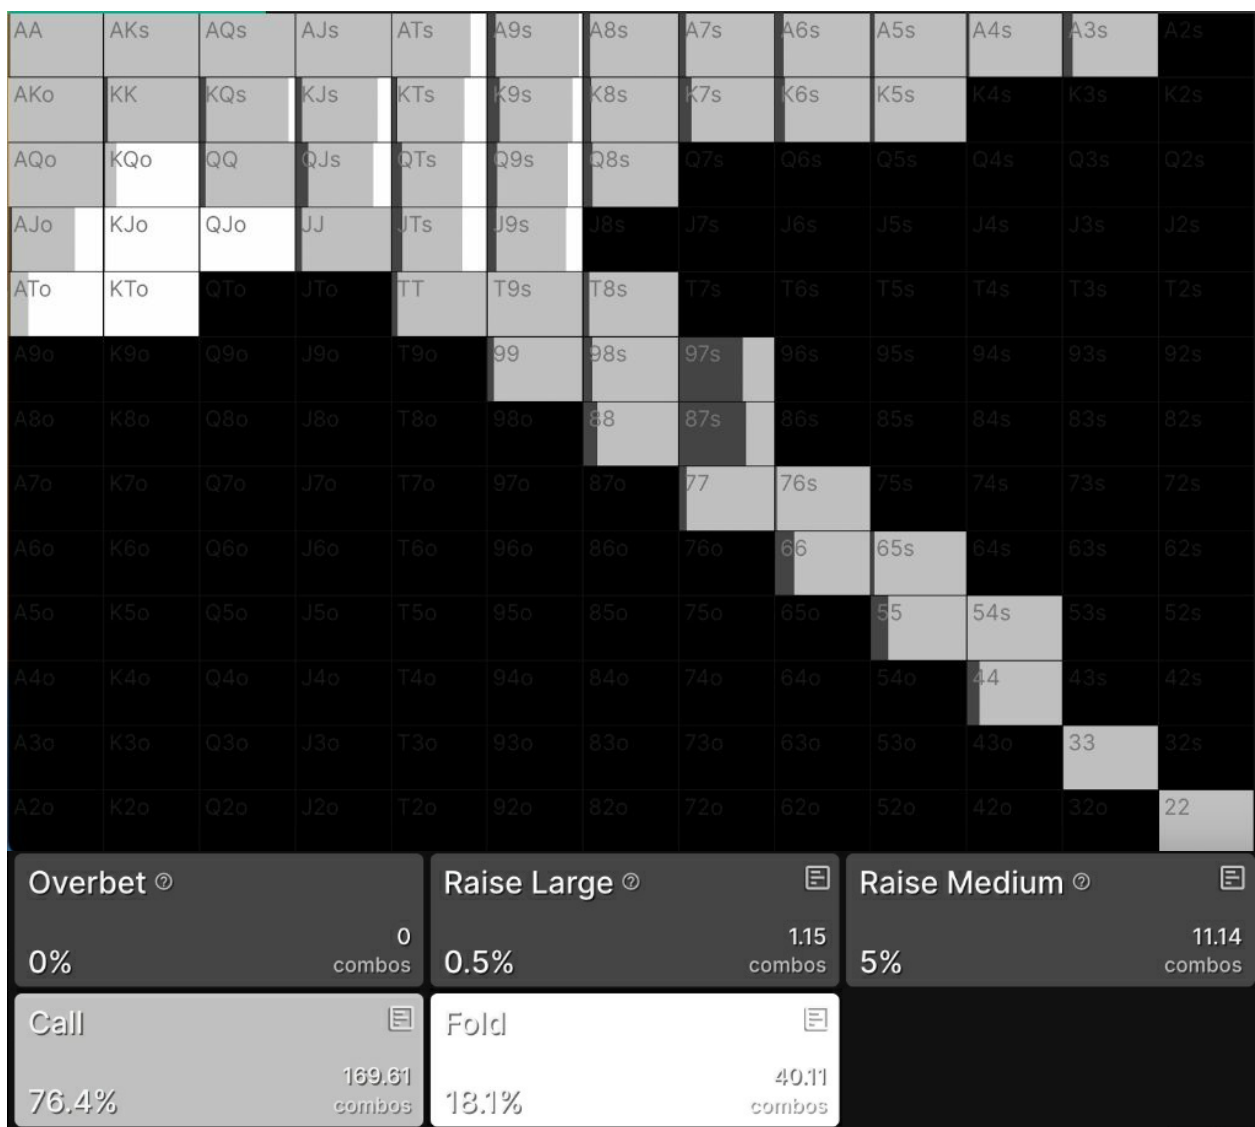 AA AKs AQs AJs ATs A9s A8s A7s A6s A5s A4s A3s A2s
AKo KK KQs KJs KTs K9s K8s K7s K6s K5s K4s K3s K2s
AQo KQo QQ QJs QTs Q9s Q8s Q7s Q6s Q5s Q4s Q3s Q2s
AJo KJo QJo JJ JTs J9s J8s J7s J6s J5s J4s J3s J2s
ATo KTo QTo JTo TT T9s T8s T7s T6s T5s T4s T3s T2s
A9o K9o Q9o J9o T9o 99 98s 97s 96s 95s 94s 93s 92s
A8o K8o Q8o J8o T8o 98o 88 87s 86s 85s 84s 83s 82s
A7o K7o Q7o J7o T7o 97o 87o 77 76s 75s 74s 73s 72s
A6o K6o Q6o J6o T6o 96o 86o 76o 66 65s 64s 63s 62s
A5o K5o Q5o J5o T5o 95o 85o 75o 65o 55 54s 53s 52s
A4o K4o Q4o J4o T4o 94o 84o 74o 64o 54o 44 43s 42s
A3o K3o Q3o J3o T3o 93o 83o 73o 63o 53o 43o 33 32s
A2o K2o Q2o J2o T2o 92o 82o 72o 62o 52o 42o 32o 22
Overbet ?
0
0% combos
Raise Large ?
1.15
0.5% combos
Raise Medium ?
11.14
5% combos
Call
169.61
76.4% combos
Fold
40.11
18.1% combos